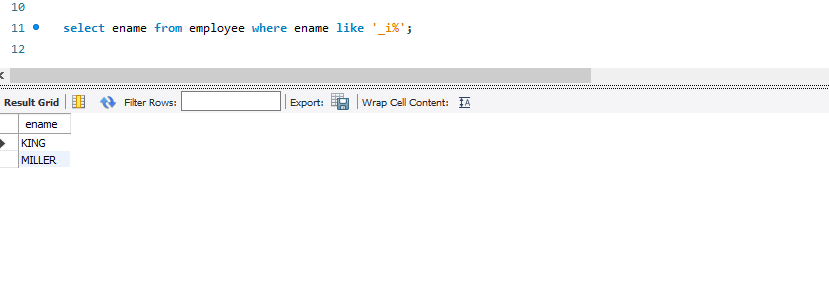 10
11 select ename from employee where ename like '_i%';
12
Result Grid Filter Rows: Export: Wrap Cell Content:
ename
KING
MILLER